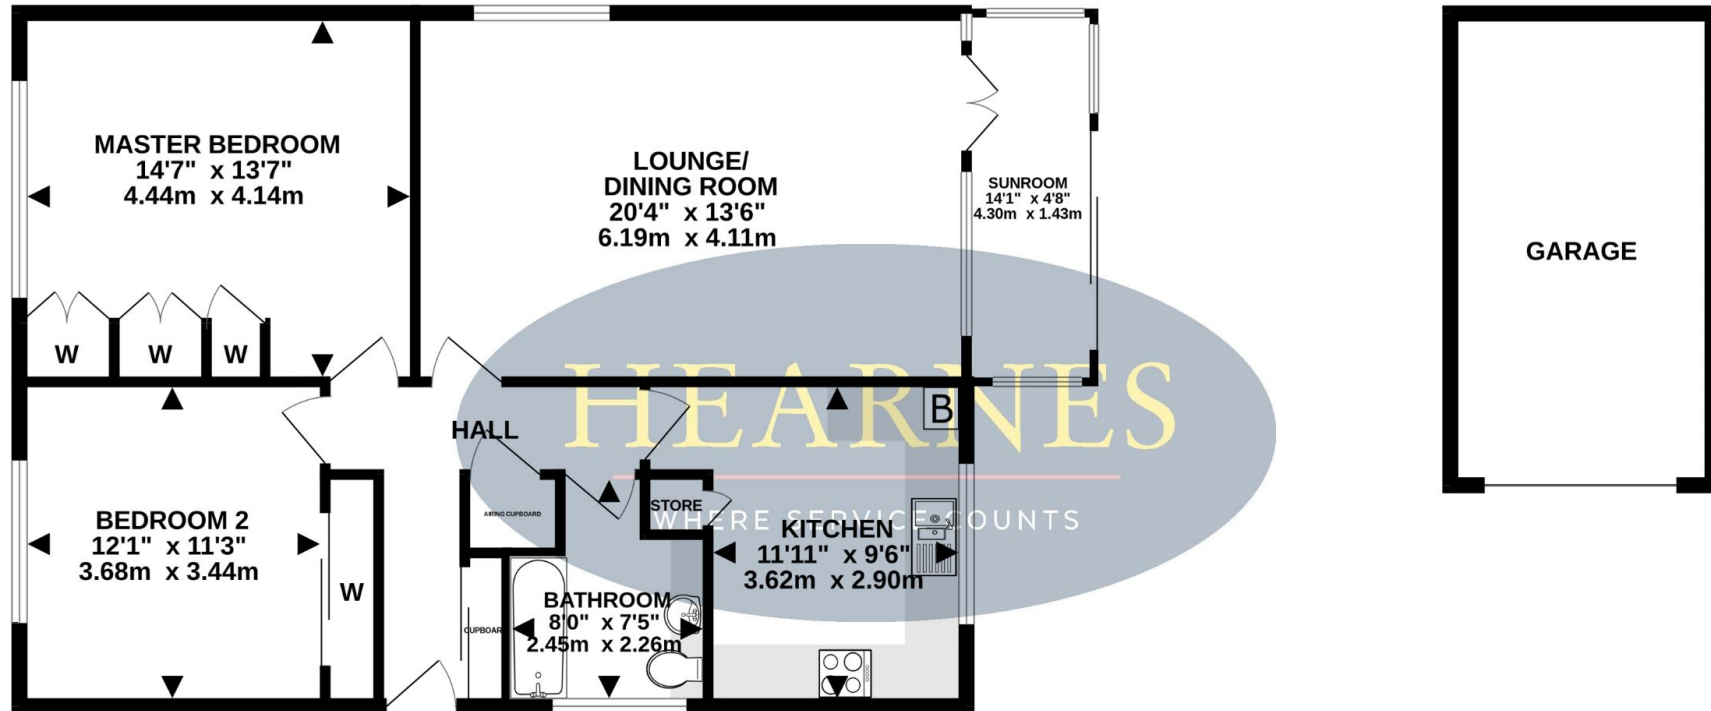 MASTER BEDROOM
14'7" x 13'7"
4.44m x 4.14m
LOUNGE/
DINING ROOM
20'4" x 13'6"
6.19m x 4.11m
SUNROOM
14'1" x 4'8"
4.30m x 1.43m
GARAGE
W
W
W
HEARNES
B
HALL
AIRING CUPBOARD
STORE
WHERE SERVICE COUNTS
BEDROOM 2
12'1" x 11'3"
3.68m x 3.44m
W
KITCHEN
11'11" x 9'6"
3.62m x 2.90m
CUPBOARD
BATHROOM
8'0" x 7'5"
2.45m x 2.26m